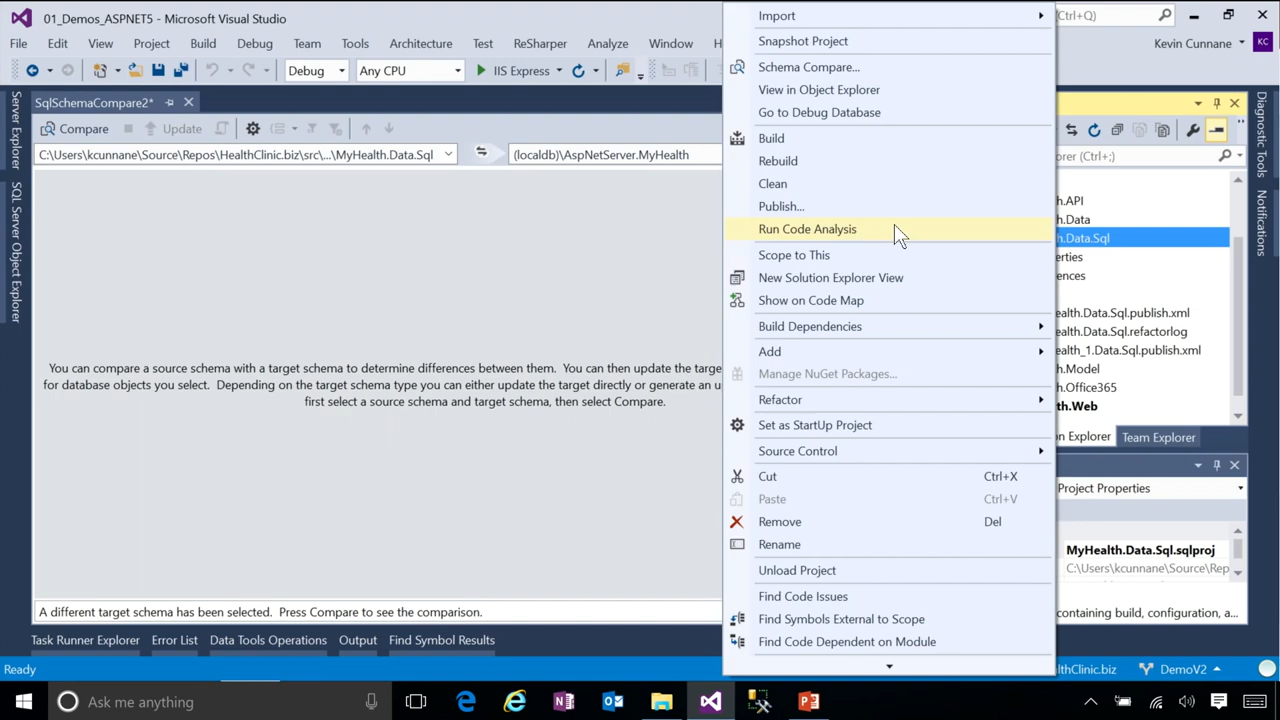 01_Demos_ASPNET5 - Microsoft Visual Studio
(Ctrl+Q)
File Edit View Project Build Debug Team Tools Architecture Test ReSharper Analyze Window H
Kevin Cunnane KC
Debug Any CPU IIS Express
SqlSchemaCompare2*
Compare Update
C:\Users\kcunnane\Source\Repos\HealthClinic.biz\src\...\MyHealth.Data.Sql
(localdb)\AspNetServer.MyHealth
You can compare a source schema with a target schema to determine differences between them. You can then update the targe
for database objects you select. Depending on the target schema type you can either update the target directly or generate an u
first select a source schema and target schema, then select Compare.
A different target schema has been selected. Press Compare to see the comparison.
Server Explorer
SQL Server Object Explorer
Import
Snapshot Project
Schema Compare...
View in Object Explorer
Go to Debug Database
Build
Rebuild
Clean
Publish...
Run Code Analysis
Scope to This
New Solution Explorer View
Show on Code Map
Build Dependencies
Add
Manage NuGet Packages...
Refactor
Set as StartUp Project
Source Control
Cut Ctrl+X
Paste Ctrl+V
Remove Del
Rename
Unload Project
Find Code Issues
Find Symbols External to Scope
Find Code Dependent on Module
orer (Ctrl+;)
h.API
h.Data
h.Data.Sql
erties
ences
ealth.Data.Sql.publish.xml
ealth.Data.Sql.refactorlog
ealth_1.Data.Sql.publish.xml
h.Model
h.Office365
h.Web
on Explorer Team Explorer
Project Properties
MyHealth.Data.Sql.sqlproj
C:\Users\kcunnane\Source\Rep
containing build, configuration, a...
Diagnostic Tools
Notifications
Task Runner Explorer Error List Data Tools Operations Output Find Symbol Results
Ready
althClinic.biz DemoV2
Ask me anything